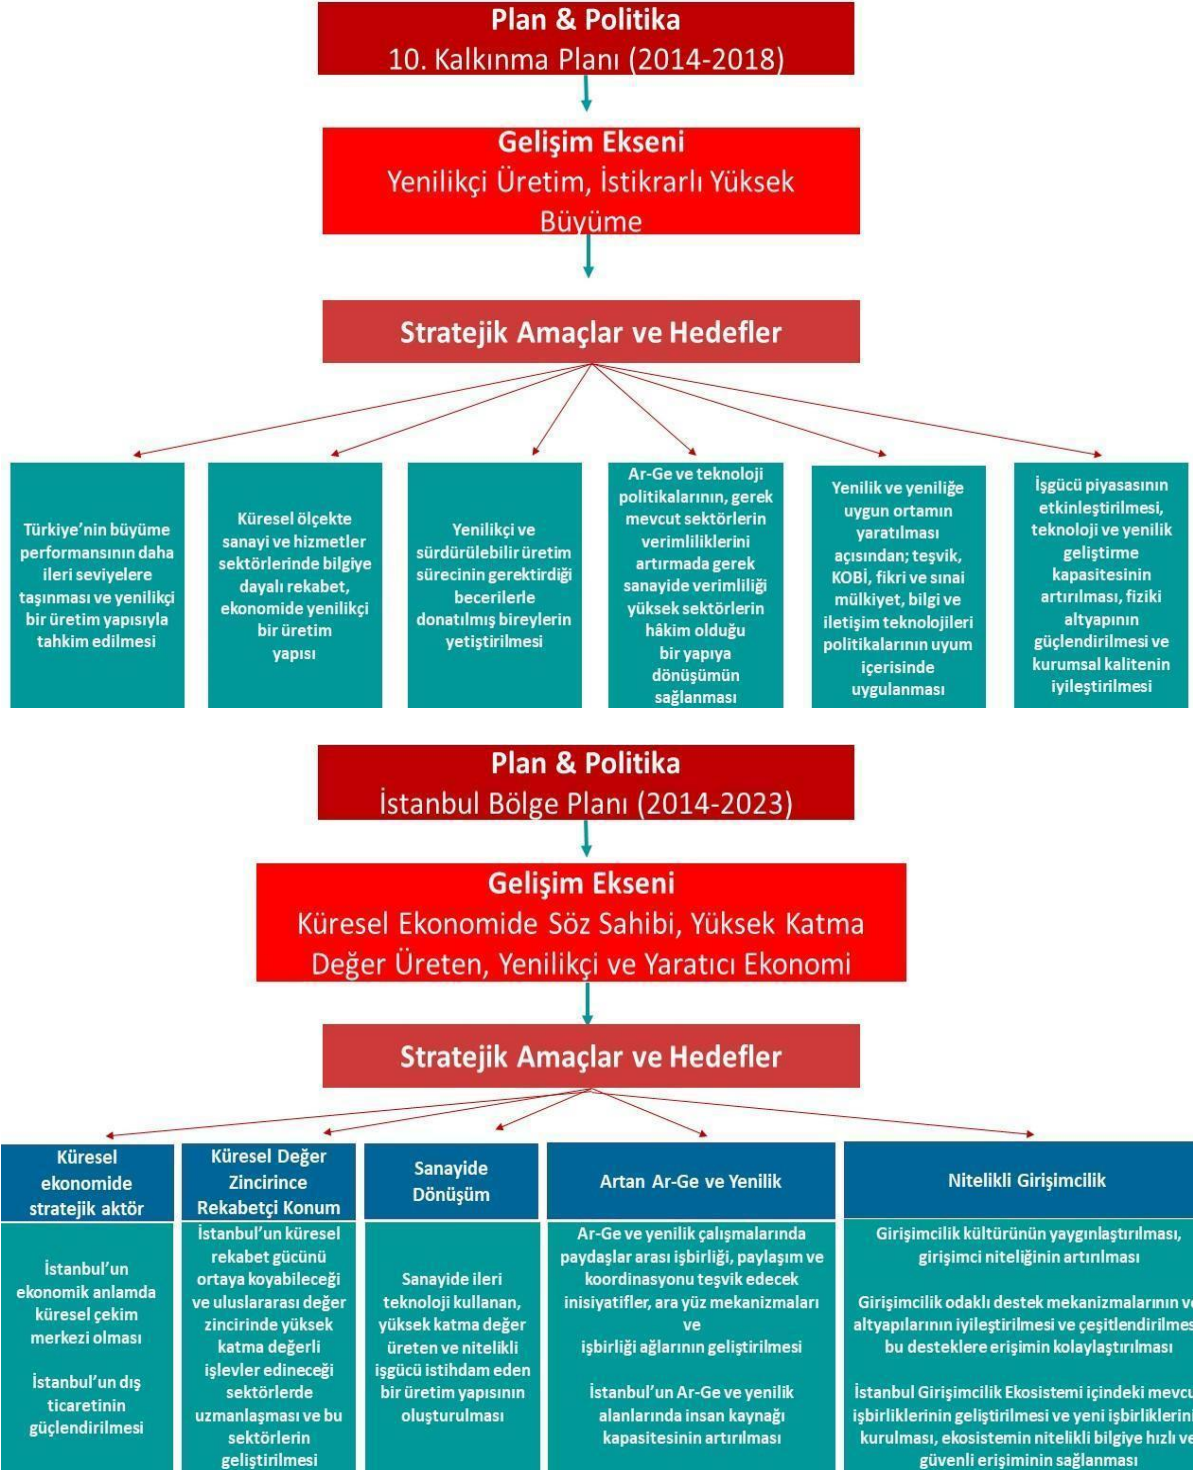 Plan & Politika
10. Kalkınma Planı (2014-2018)
Gelişim Ekseni
Yenilikçi Üretim, İstikrarlı Yüksek
Büyüme
Stratejik Amaçlar ve Hedefler
Türkiye'nin büyüme
performansının daha
ileri seviyelere
taşınması ve yenilikçi
bir üretim yapısıyla
tahkim edilmesi
Küresel ölçekte
sanayi ve hizmetler
sektörlerinde bilgiye
dayalı rekabet,
ekonomide yenilikçi
bir üretim
yapısı
Yenilikçi ve
sürdürülebilir üretim
sürecinin gerektirdiği
becerilerle
donatılmış bireylerin
yetiştirilmesi
Ar-Ge ve teknoloji
politikalarının, gerek
mevcut sektörlerin
verimliliklerini
artırmada gerek
sanayide verimliliği
yüksek sektörlerin
hâkim olduğu
bir yapıya
dönüşümün
sağlanması
Yenilik ve yeniliğe
uygun ortamın
yaratılması
açısından; teşvik,
KOBİ, fikri ve sınai
mülkiyet, bilgi ve
iletişim teknolojileri
politikalarının uyum
içerisinde
uygulanması
İşgücü piyasasının
etkinleştirilmesi,
teknoloji ve yenilik
geliştirme
kapasitesinin
artırılması, fiziki
altyapının
güçlendirilmesi ve
kurumsal kalitenin
iyileştirilmesi
Plan & Politika
İstanbul Bölge Planı (2014-2023)
Gelişim Ekseni
Küresel Ekonomide Söz Sahibi, Yüksek Katma
Değer Üreten, Yenilikçi ve Yaratıcı Ekonomi
Stratejik Amaçlar ve Hedefler
Küresel
ekonomide
stratejik aktör
İstanbul'un
ekonomik anlamda
küresel çekim
merkezi olması
İstanbul'un dış
ticaretinin
güçlendirilmesi
Küresel Değer
Zincirince
Rekabetçi Konum
İstanbul'un küresel
rekabet gücünü
ortaya koyabileceği
ve uluslararası değer
zincirinde yüksek
katma değerli
işlevler edineceği
sektörlerde
uzmanlaşması ve bu
sektörlerin
geliştirilmesi
Sanayide
Dönüşüm
Sanayide ileri
teknoloji kullanan,
yüksek katma değer
üreten ve nitelikli
işgücü istihdam eden
bir üretim yapısının
oluşturulması
Artan Ar-Ge ve Yenilik
Ar-Ge ve yenilik çalışmalarında
paydaşlar arası işbirliği, paylaşım ve
koordinasyonu teşvik edecek
inisiyatifler, ara yüz mekanizmaları
ve
işbirliği ağlarının geliştirilmesi
İstanbul'un Ar-Ge ve yenilik
alanlarında insan kaynağı
kapasitesinin artırılması
Nitelikli Girişimcilik
Girişimcilik kültürünün yaygınlaştırılması,
girişimci niteliğinin artırılması
Girişimcilik odaklı destek mekanizmalarının ve
altyapılarının iyileştirilmesi ve çeşitlendirilmes
bu desteklere erişimin kolaylaştırılması
İstanbul Girişimcilik Ekosistemi içindeki mevcu
işbirliklerinin geliştirilmesi ve yeni işbirliklerin
kurulması, ekosistemin nitelikli bilgiye hızlı ve
güvenli erişiminin sağlanması